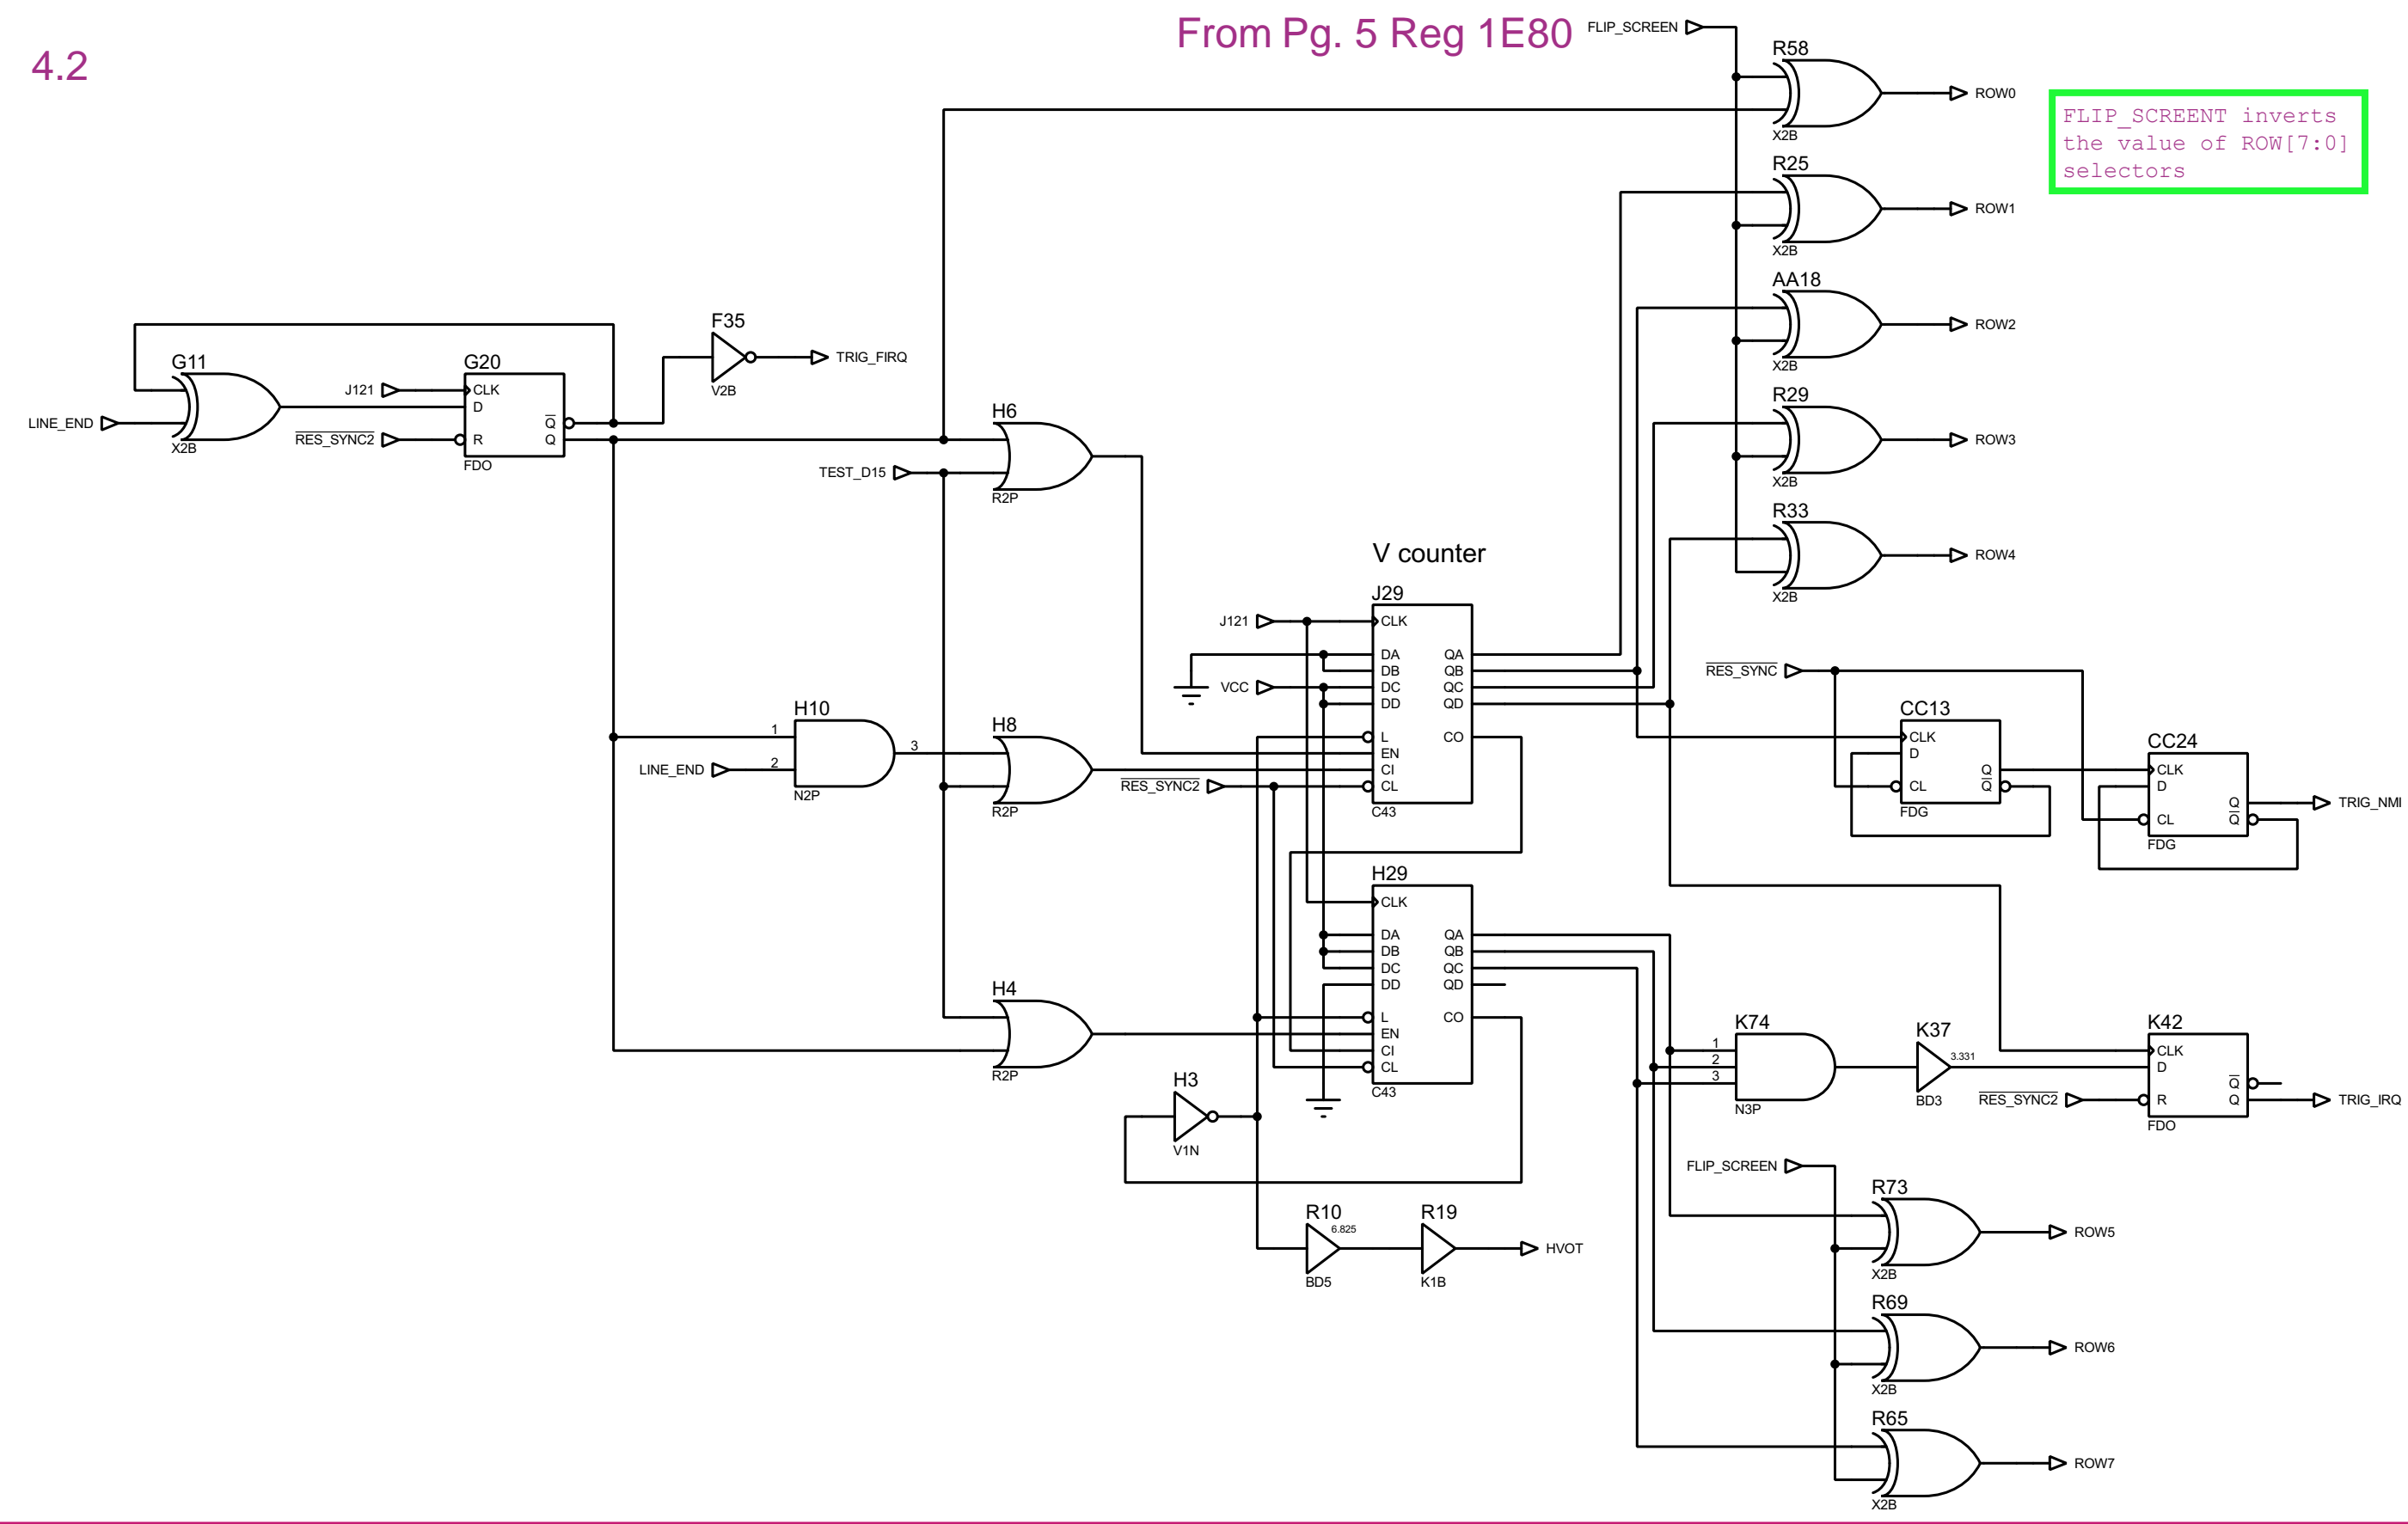 4.2
From Pg. 5 Reg 1E80
FLIP_SCREEN
R58
X2B
ROW0
FLIP_SCREENT inverts
the value of ROW[7:0]
selectors
R25
X2B
ROW1
AA18
X2B
ROW2
R29
X2B
ROW3
R33
X2B
ROW4
G11
X2B
LINE_END
J121
RES_SYNC2
G20
CLK
D
R
Q
Q
FDO
F35
V2B
TRIG_FIRQ
TEST_D15
H6
R2P
H10
1
2
3
N2P
LINE_END
H8
R2P
H4
R2P
V counter
J29
J121
VCC
RES_SYNC2
CLK
DA
DB
DC
DD
L
EN
CI
CL
QA
QB
QC
QD
CO
C43
H29
CLK
DA
DB
DC
DD
L
EN
CI
CL
QA
QB
QC
QD
CO
C43
H3
V1N
R10
6.825
BD5
R19
K1B
HVOT
RES_SYNC
CC13
CLK
D
CL
Q
Q
FDG
CC24
CLK
D
CL
Q
Q
FDG
TRIG_NMI
K74
1
2
3
N3P
K37
3.331
BD3
RES_SYNC2
K42
CLK
D
R
Q
Q
FDO
TRIG_IRQ
FLIP_SCREEN
R73
X2B
ROW5
R69
X2B
ROW6
R65
X2B
ROW7